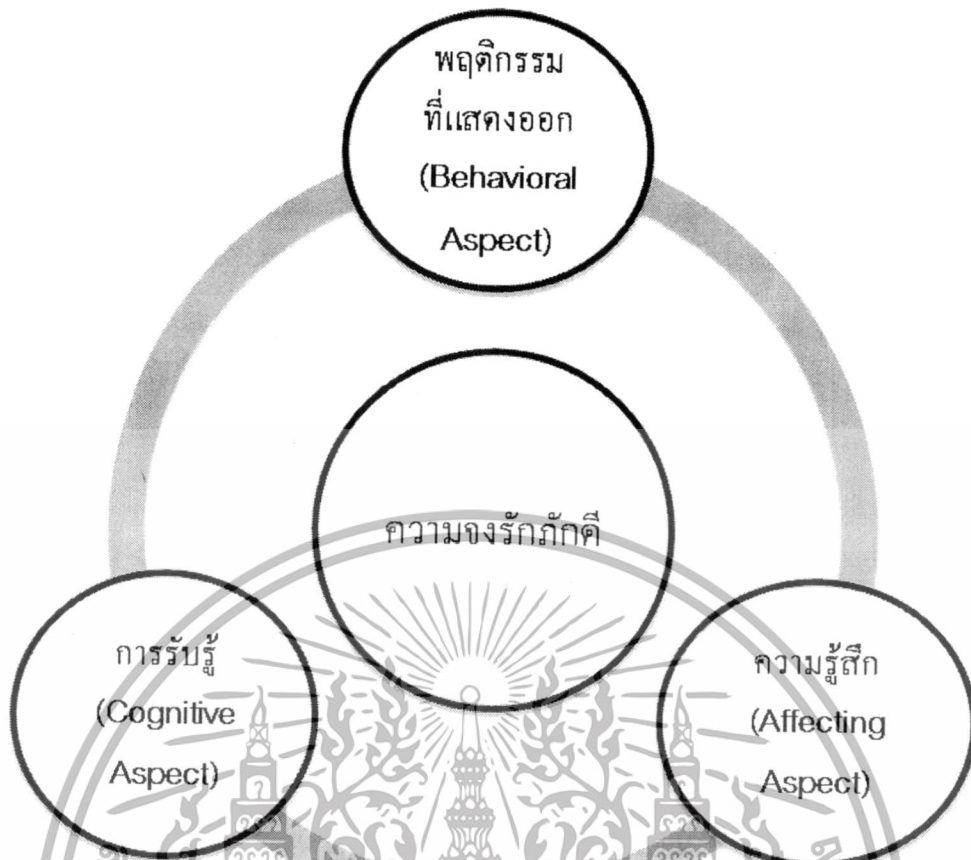 พฤติกรรม
ที่แสดงออก
(Behavioral
Aspect)
ความจงรักภักดี
การรับรู้
(Cognitive
Aspect)
ความรู้สึก
(Affecting
Aspect)